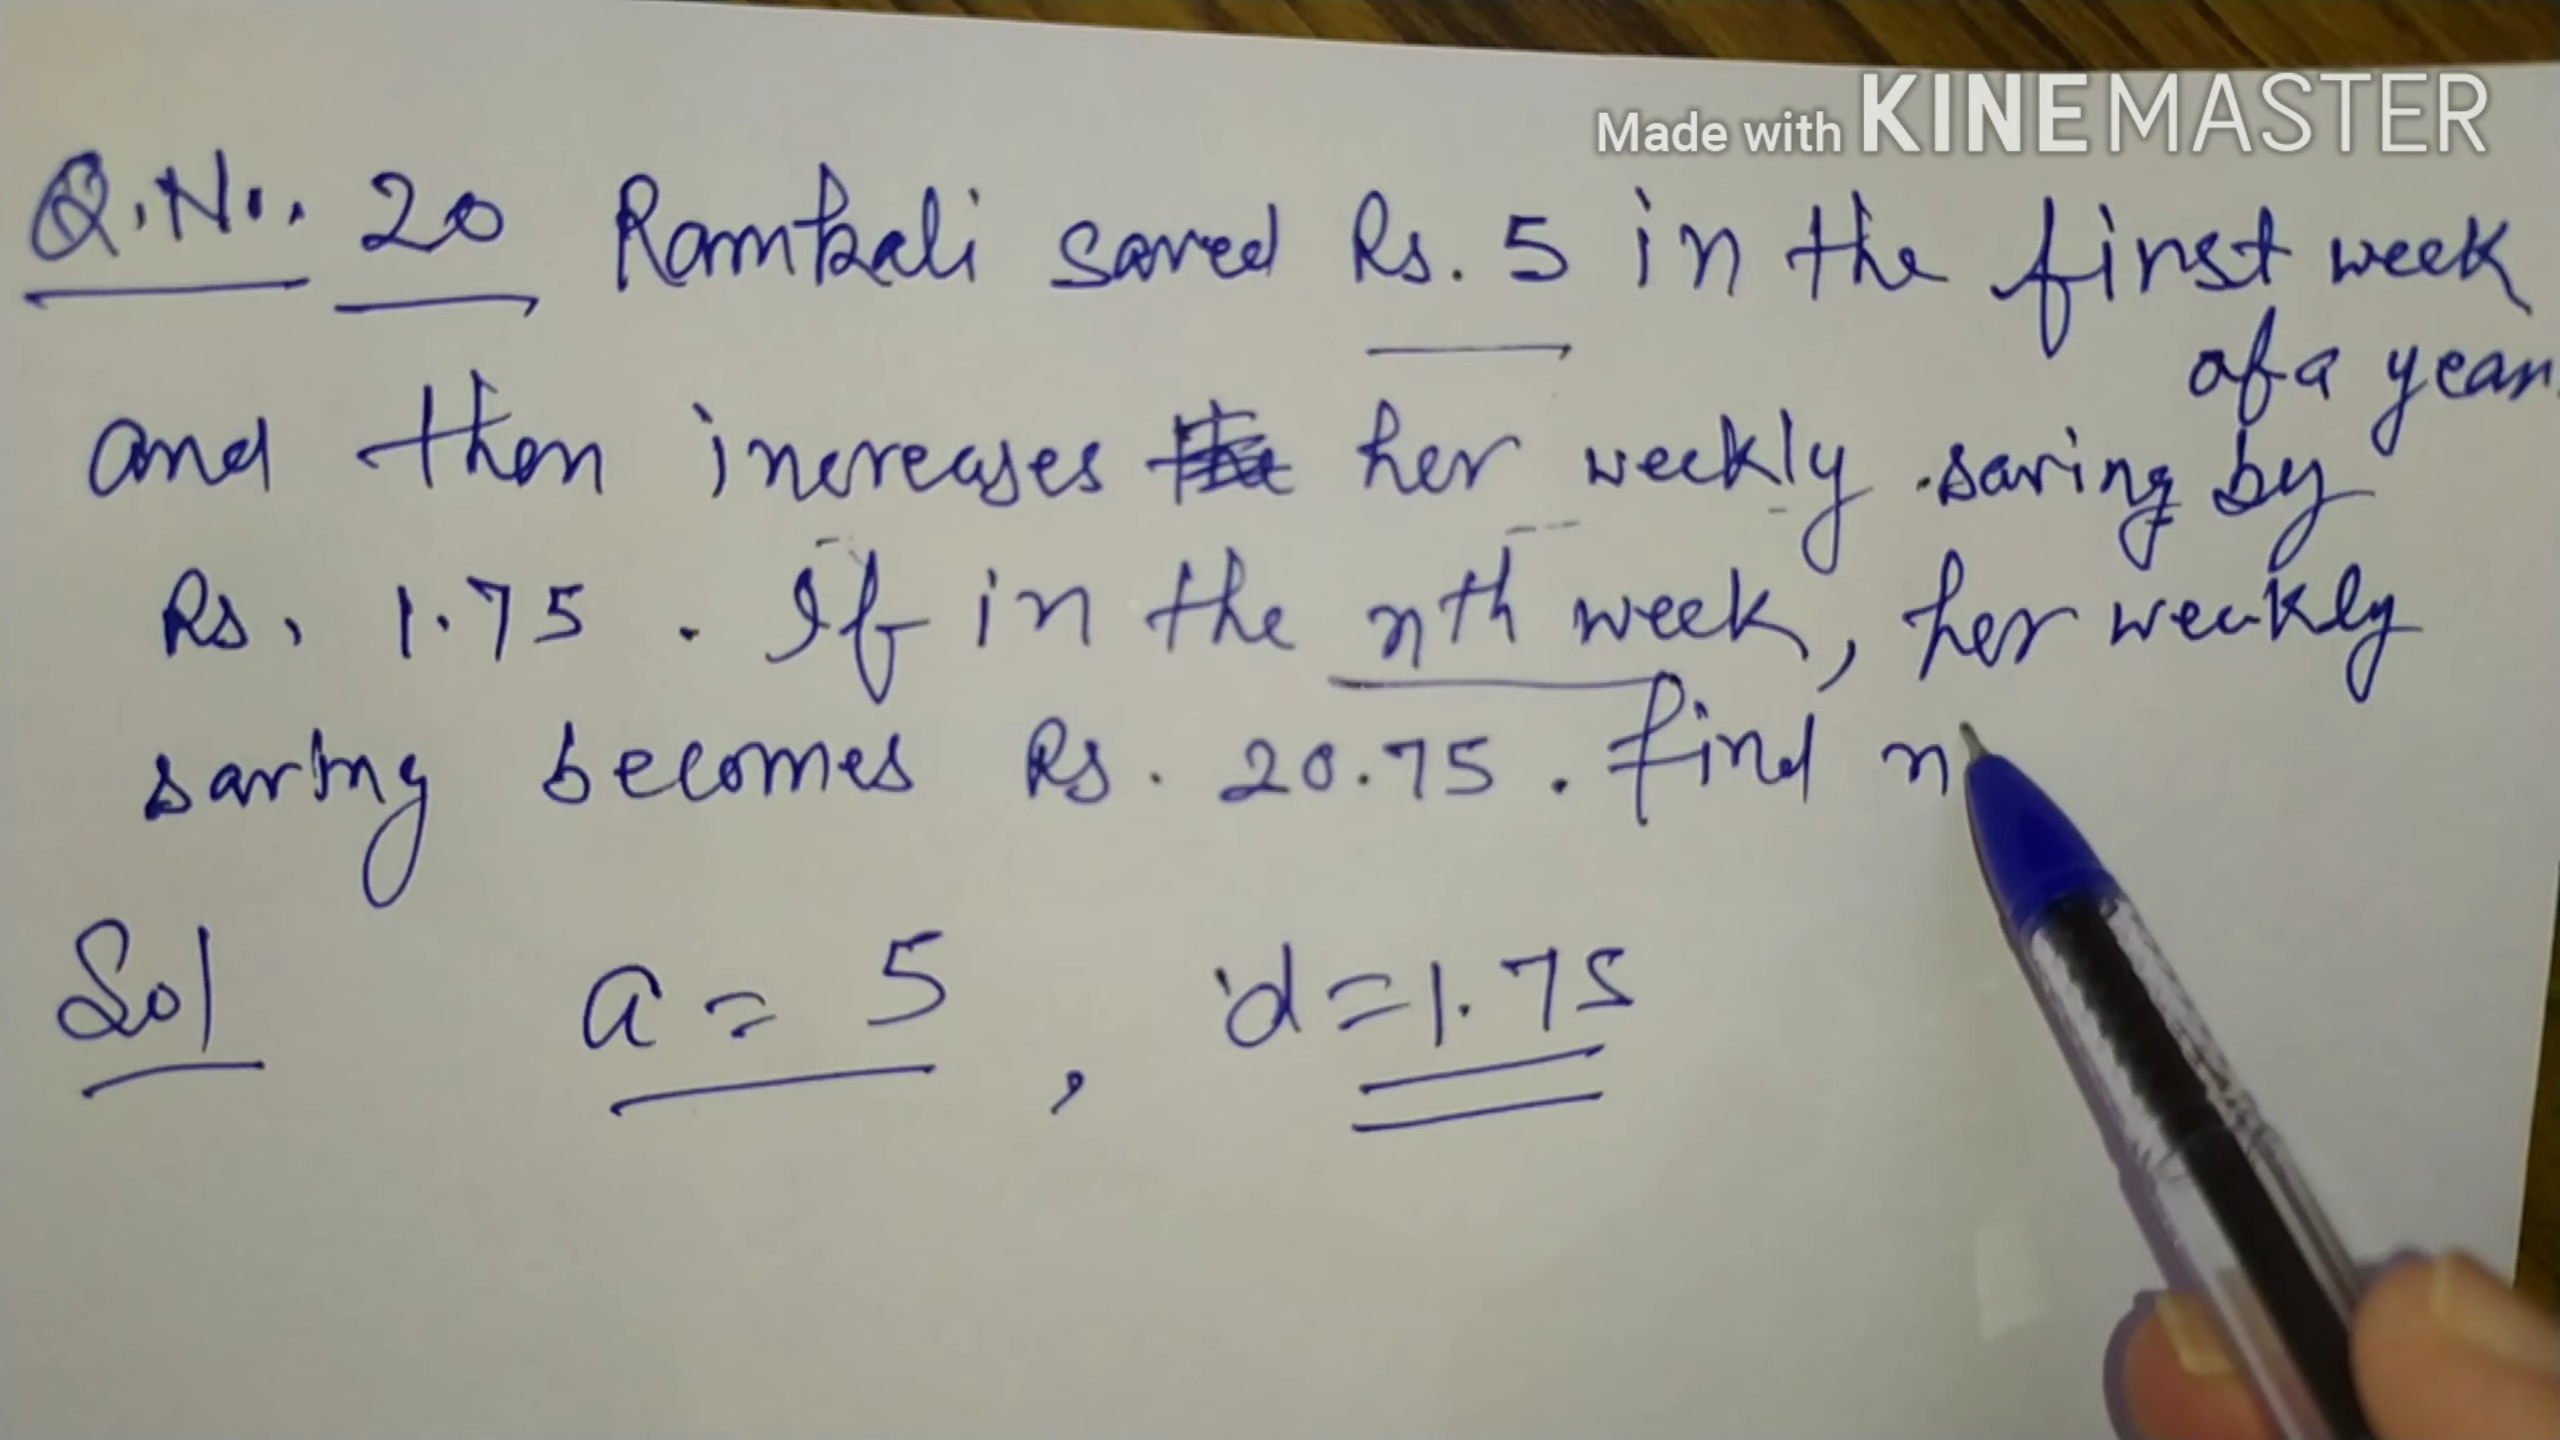 Made with KINEMASTER
Q.No. 20 Ramkali saved Rs. 5 in the first week
of a year
and then increases her weekly saving by
Rs. 1.75. If in the nth week, her weekly
saving becomes Rs. 20.75. find n
Sol a = 5, d = 1.75